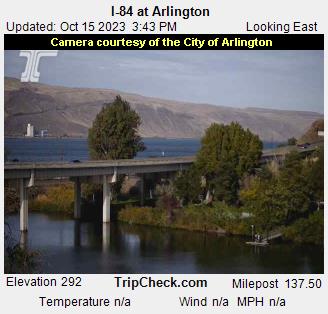 I-84 at Arlington
Updated: Oct 15 2023 3:43 PM Looking East
Camera courtesy of the City of Arlington
Elevation 292 TripCheck.com Milepost 137.50
Temperature n/a Wind n/a MPH n/a